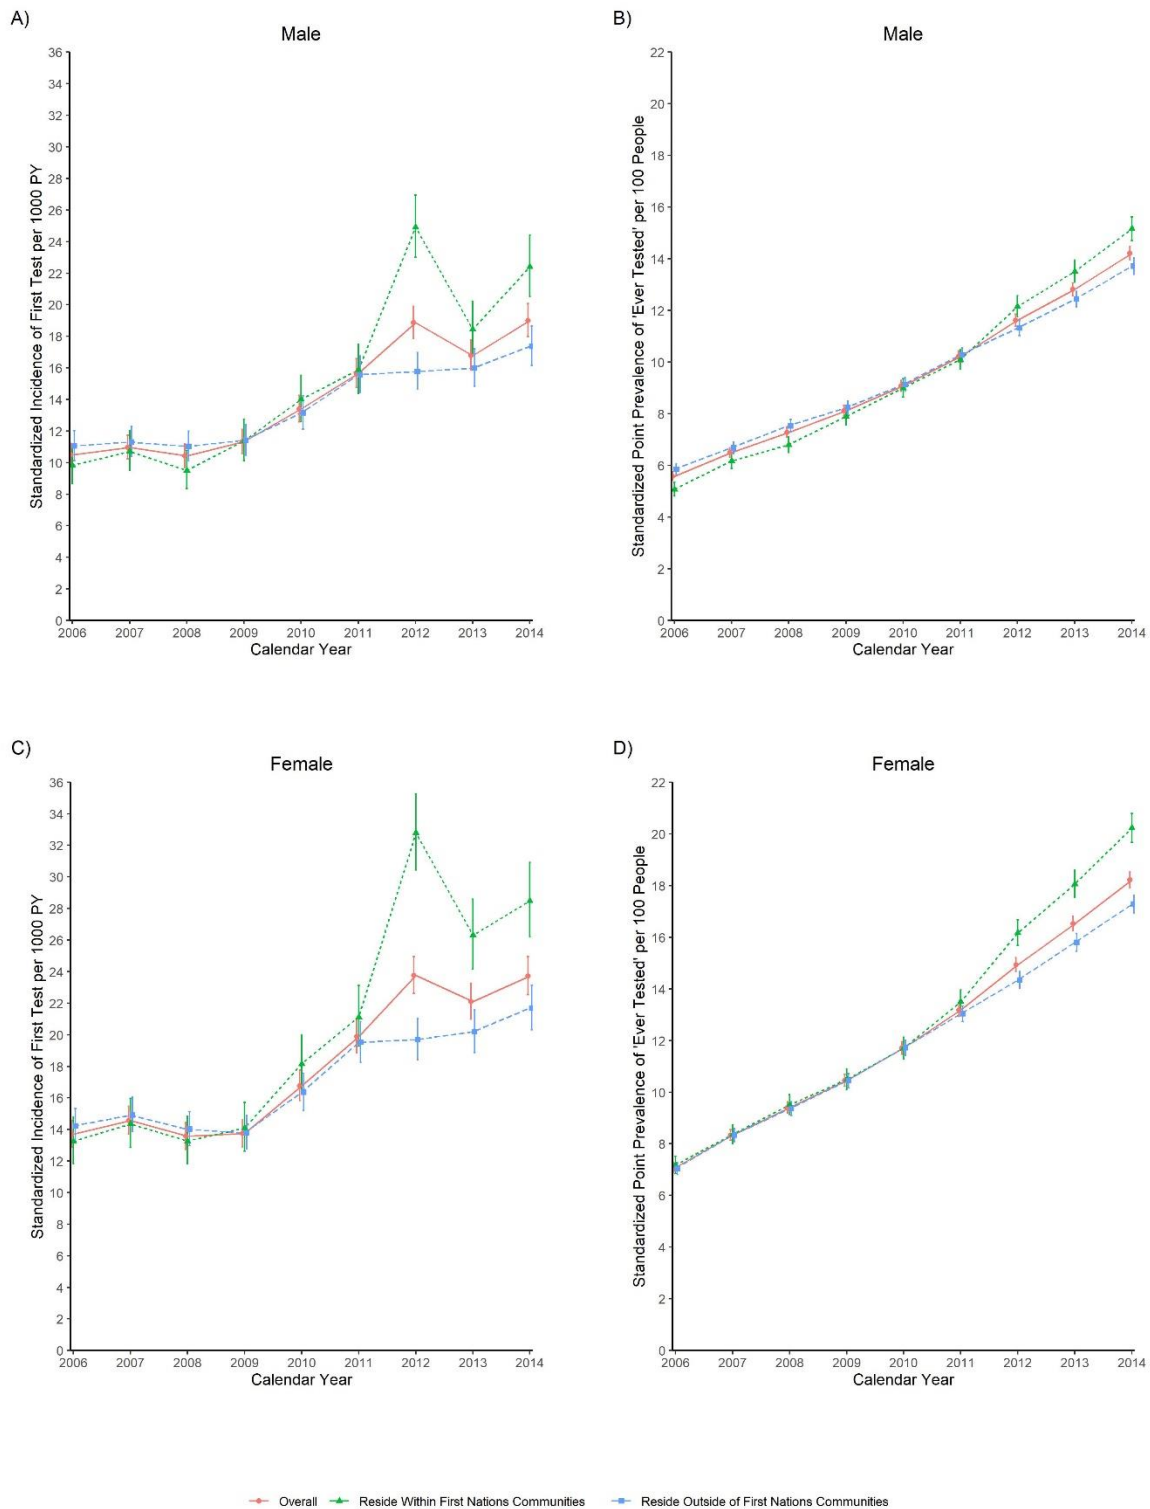 A)
Male
Standardized Incidence of First Test per 1000 PY
36
34
32
30
28
26
24
22
20
18
16
14
12
10
8
6
4
2
0
2006 2007 2008 2009 2010 2011 2012 2013 2014
Calendar Year
B)
Male
Standardized Point Prevalence of 'Ever Tested' per 100 People
22
20
18
16
14
12
10
8
6
4
2
0
2006 2007 2008 2009 2010 2011 2012 2013 2014
Calendar Year
C)
Female
Standardized Incidence of First Test per 1000 PY
36
34
32
30
28
26
24
22
20
18
16
14
12
10
8
6
4
2
0
2006 2007 2008 2009 2010 2011 2012 2013 2014
Calendar Year
D)
Female
Standardized Point Prevalence of 'Ever Tested' per 100 People
22
20
18
16
14
12
10
8
6
4
2
0
2006 2007 2008 2009 2010 2011 2012 2013 2014
Calendar Year
Overall Reside Within First Nations Communities Reside Outside of First Nations Communities